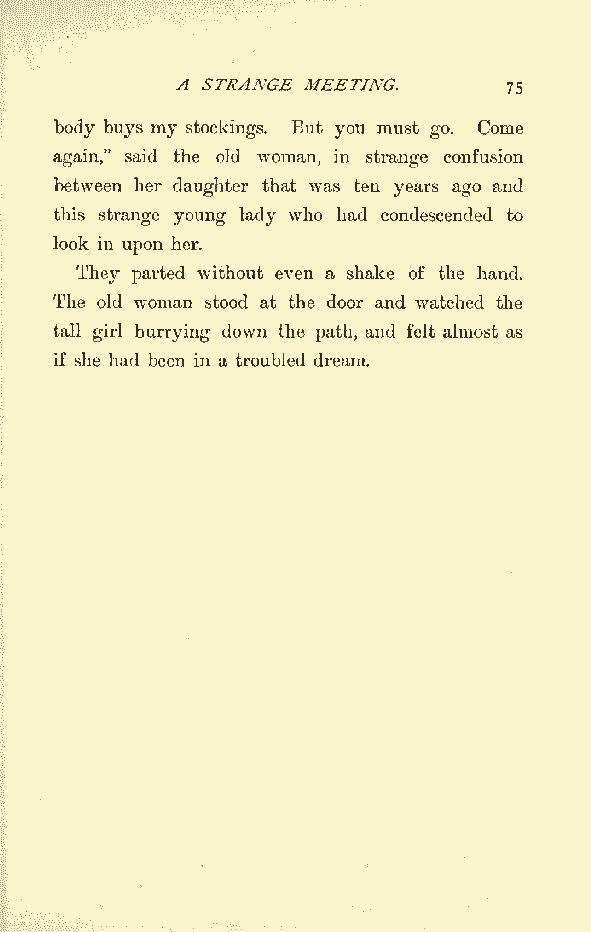 A STRANGE MEETING. 75
body buys my stockings. But you must go. Come
again,” said the old woman, in strange confusion
between her daughter that was ten years ago and
this strange young lady who had condescended to
look in upon her.
They parted without even a shake of the hand.
The old woman stood at the door and watched the
tall girl hurrying down the path, and felt almost as
if she had been in a troubled dream.